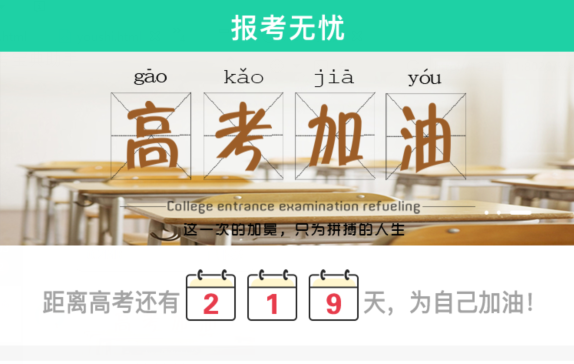 报考无忧
gāo kǎo jiā yóu
高考加油
College entrance examination refueling
这一次的加冕，只为拼搏的人生
距离高考还有 2 1 9 天，为自己加油！